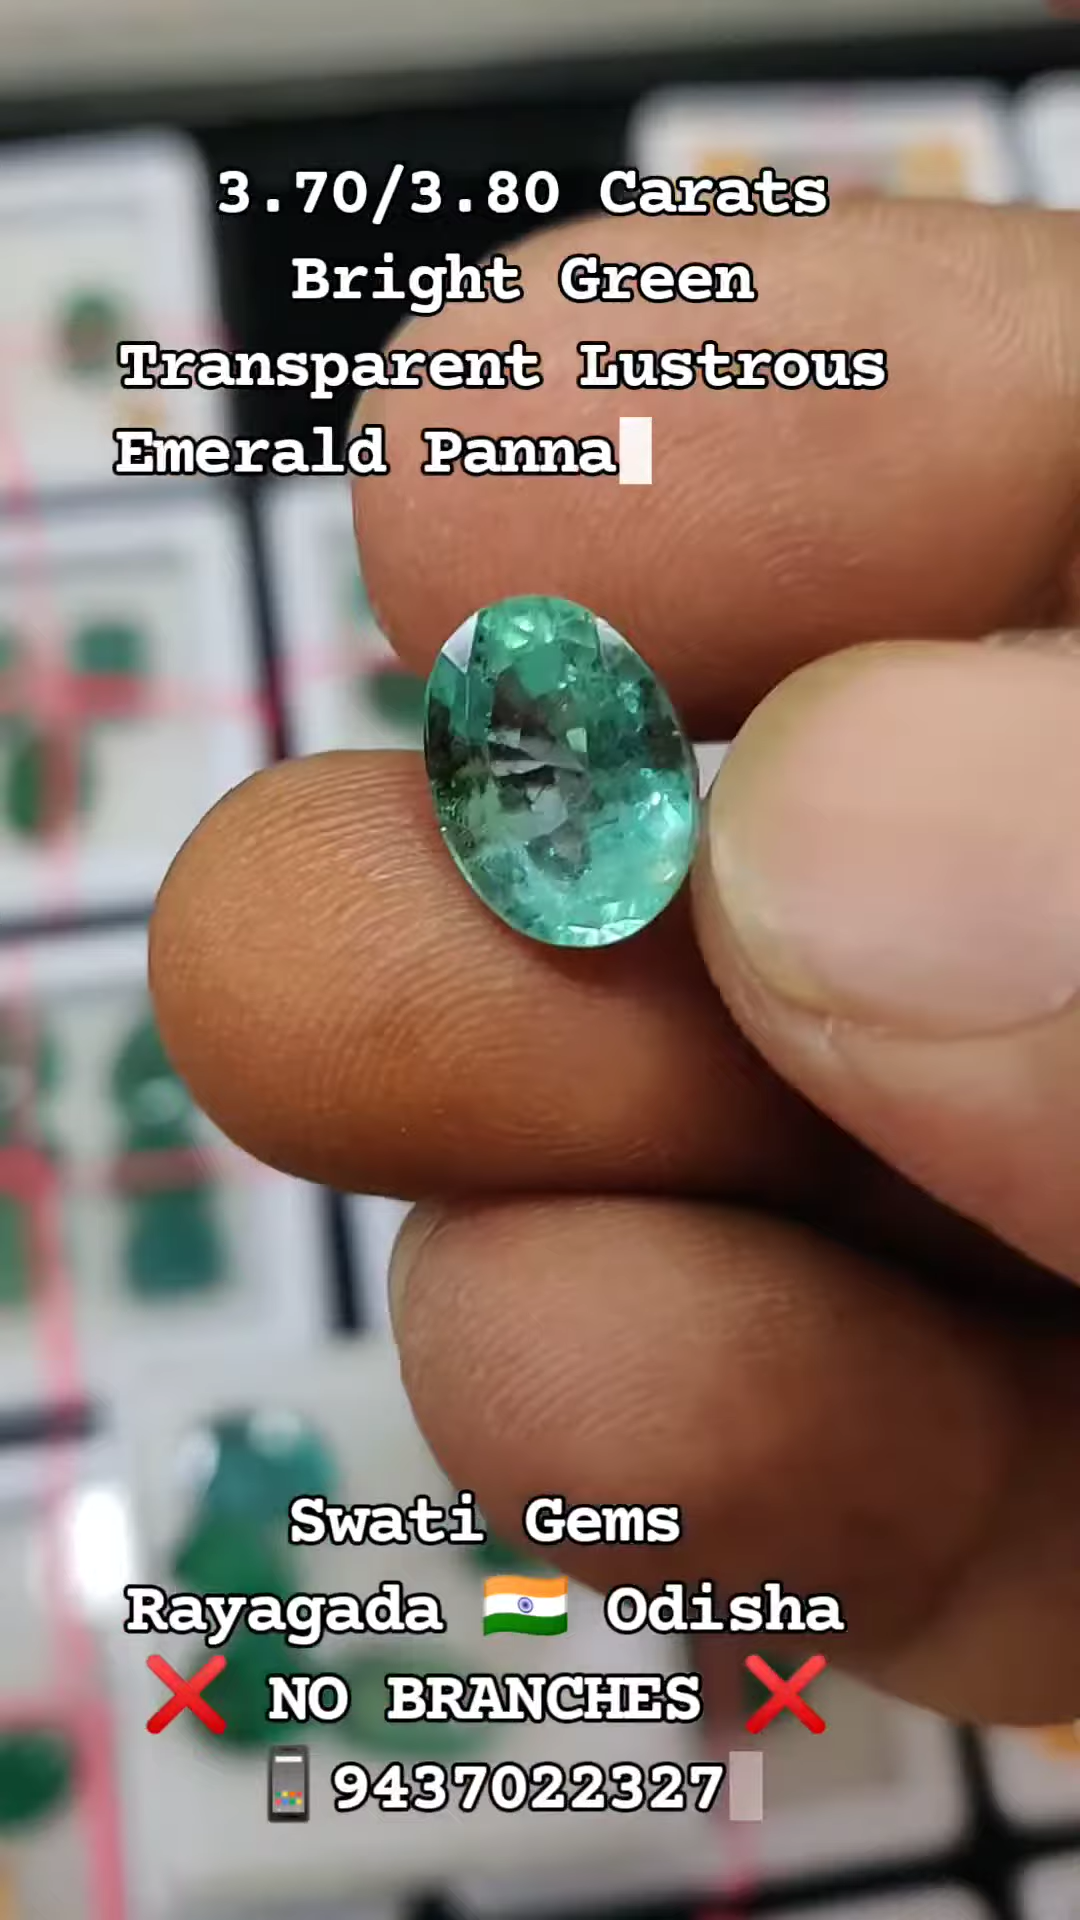 3.70/3.80 Carats
Bright Green
Transparent Lustrous
Emerald Panna
Swati Gems
Rayagada 🇮🇳 Odisha
❌ NO BRANCHES ❌
📱9437022327